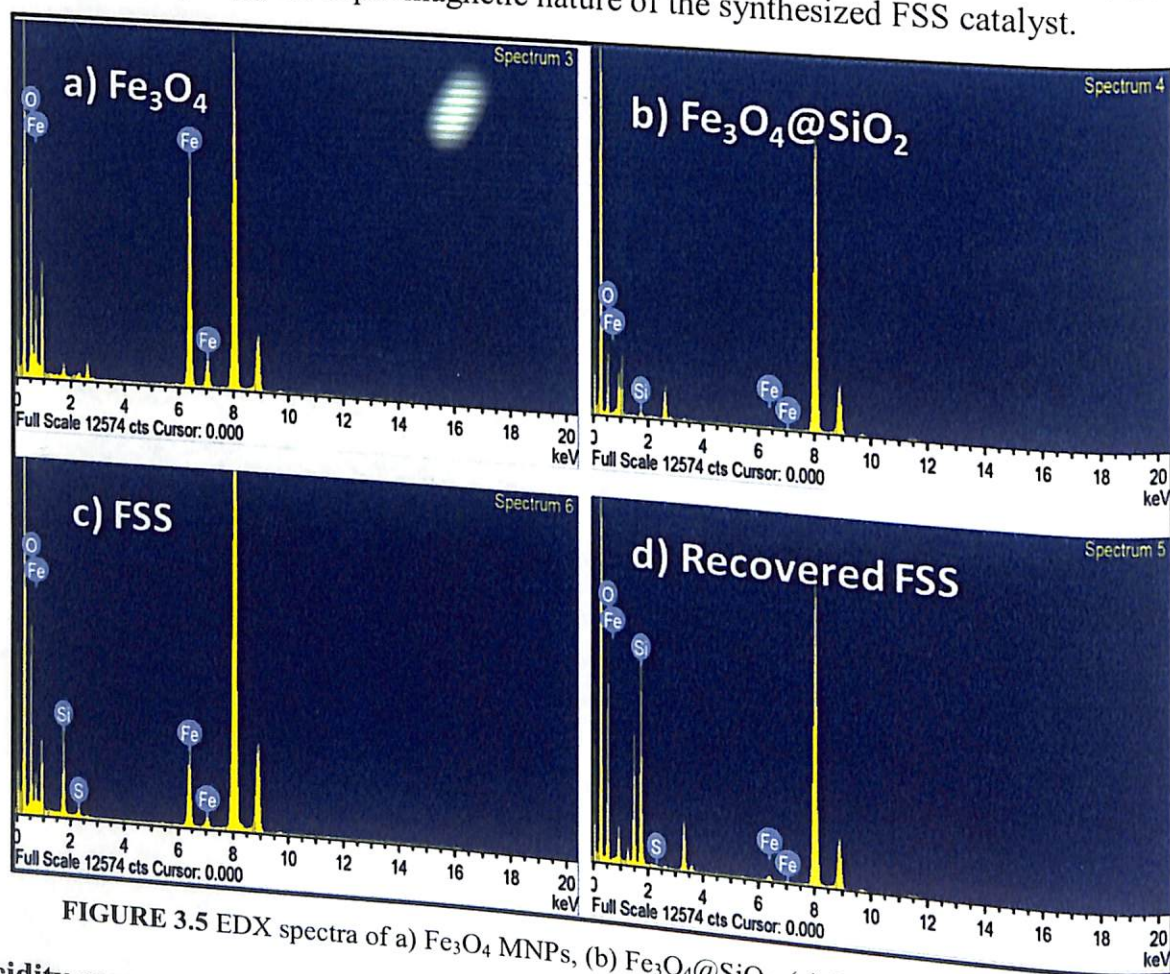 magnetic nature of the synthesized FSS catalyst.
Spectrum 3
a) Fe₃O₄
O
Fe
Fe
Fe
0 2 4 6 8 10 12 14 16 18 20
Full Scale 12574 cts Cursor: 0.000
keV
Spectrum 4
b) Fe₃O₄@SiO₂
O
Fe
Si
Fe
Fe
0 2 4 6 8 10 12 14 16 18 20
Full Scale 12574 cts Cursor: 0.000
keV
Spectrum 6
c) FSS
O
Fe
Si
S
Fe
Fe
0 2 4 6 8 10 12 14 16 18 20
Full Scale 12574 cts Cursor: 0.000
keV
Spectrum 5
d) Recovered FSS
O
Fe
Si
S
Fe
Fe
0 2 4 6 8 10 12 14 16 18 20
Full Scale 12574 cts Cursor: 0.000
keV
FIGURE 3.5 EDX spectra of a) Fe₃O₄ MNPs, (b) Fe₃O₄@SiO